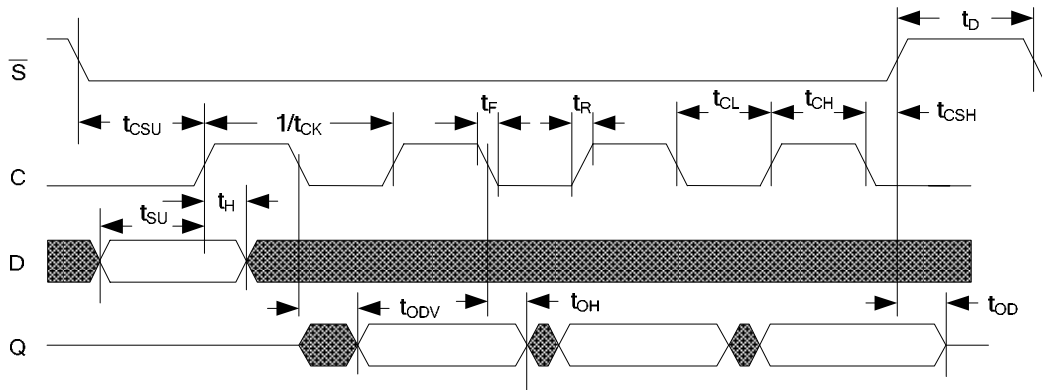 t_D
S̅
t_F
t_R
t_CL
t_CH
t_CSU
1/t_CK
t_CSH
C
t_SU
t_H
D
t_ODV
t_OH
t_OD
Q